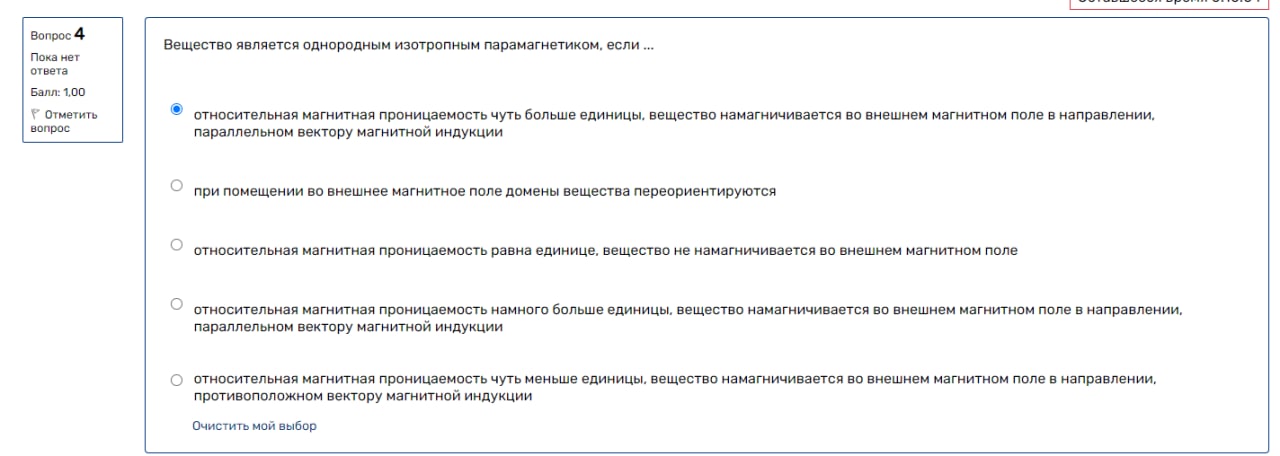 Вопрос 4
Пока нет
ответа
Балл: 1,00
Отметить
вопрос
Вещество является однородным изотропным парамагнетиком, если ...
относительная магнитная проницаемость чуть больше единицы, вещество намагничивается во внешнем магнитном поле в направлении,
параллельном вектору магнитной индукции
при помещении во внешнее магнитное поле домены вещества переориентируются
относительная магнитная проницаемость равна единице, вещество не намагничивается во внешнем магнитном поле
относительная магнитная проницаемость намного больше единицы, вещество намагничивается во внешнем магнитном поле в направлении,
параллельном вектору магнитной индукции
относительная магнитная проницаемость чуть меньше единицы, вещество намагничивается во внешнем магнитном поле в направлении,
противоположном вектору магнитной индукции
Очистить мой выбор